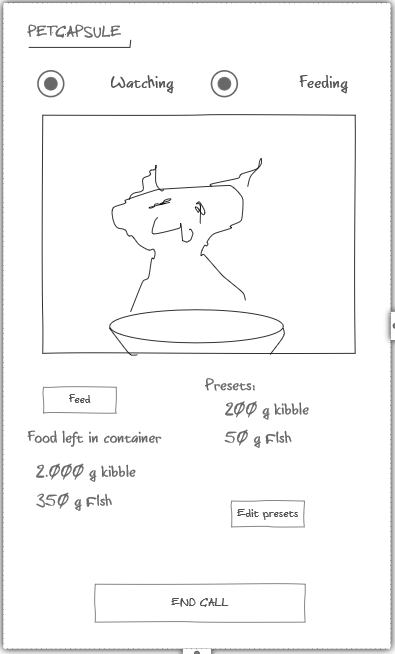 PETCAPSULE
Watching
Feeding
Feed
Presets:
200 g kibble
50 g Fish
Food left in container
2.000 g kibble
350 g Fish
Edit presets
END CALL